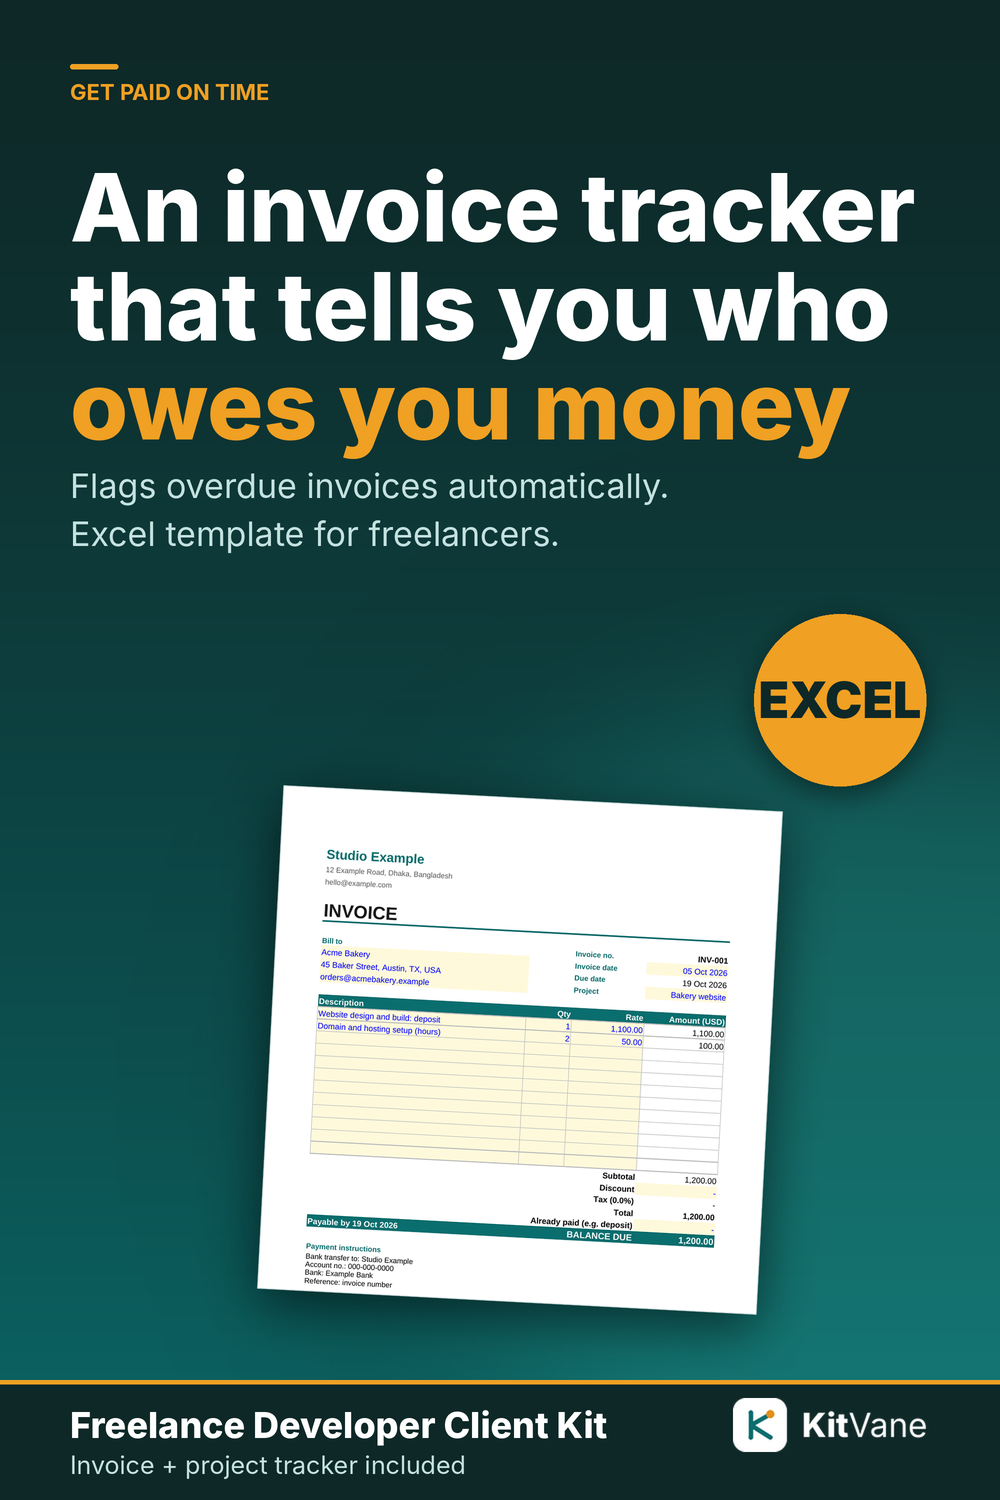 GET PAID ON TIME
An invoice tracker
that tells you who
owes you money
Flags overdue invoices automatically.
Excel template for freelancers.
EXCEL
Studio Example
12 Example Road, Dhaka, Bangladesh
hello@example.com
INVOICE
Bill to
Acme Bakery
45 Baker Street, Austin, TX, USA
orders@acmebakery.example
Invoice no. INV-001
Invoice date 05 Oct 2026
Due date 19 Oct 2026
Project Bakery website
Description Qty Rate Amount (USD)
Website design and build: deposit 1 1,100.00 1,100.00
Domain and hosting setup (hours) 2 50.00 100.00
Subtotal 1,200.00
Discount -
Tax (0.0%) -
Total 1,200.00
Already paid (e.g. deposit) -
Payable by 19 Oct 2026 BALANCE DUE 1,200.00
Payment instructions
Bank transfer to: Studio Example
Account no.: 000-000-0000
Bank: Example Bank
Reference: invoice number
Freelance Developer Client Kit
Invoice + project tracker included
KitVane